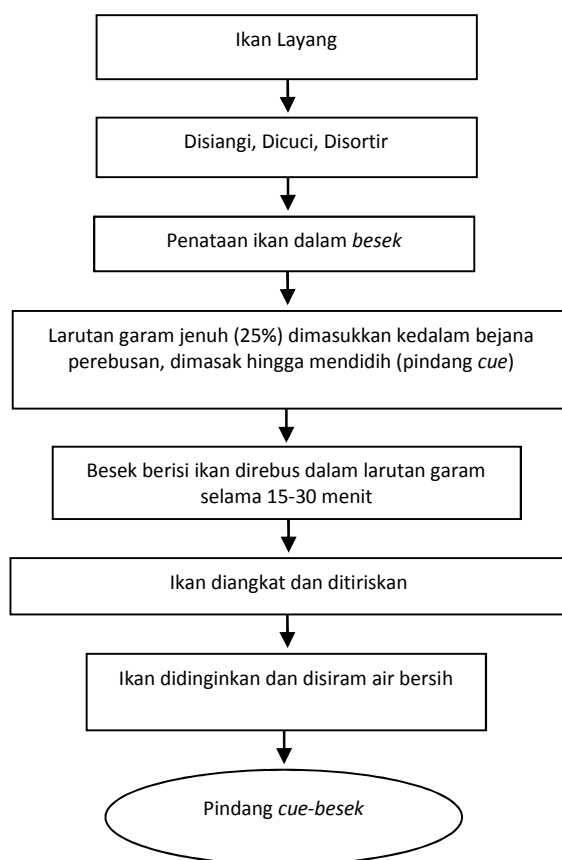 Ikan Layang
Disiangi, Dicuci, Disortir
Penataan ikan dalam besek
Larutan garam jenuh (25%) dimasukkan kedalam bejana
perebusan, dimasak hingga mendidih (pindang cue)
Besek berisi ikan direbus dalam larutan garam
selama 15-30 menit
Ikan diangkat dan ditiriskan
Ikan didinginkan dan disiram air bersih
Pindang cue-besek